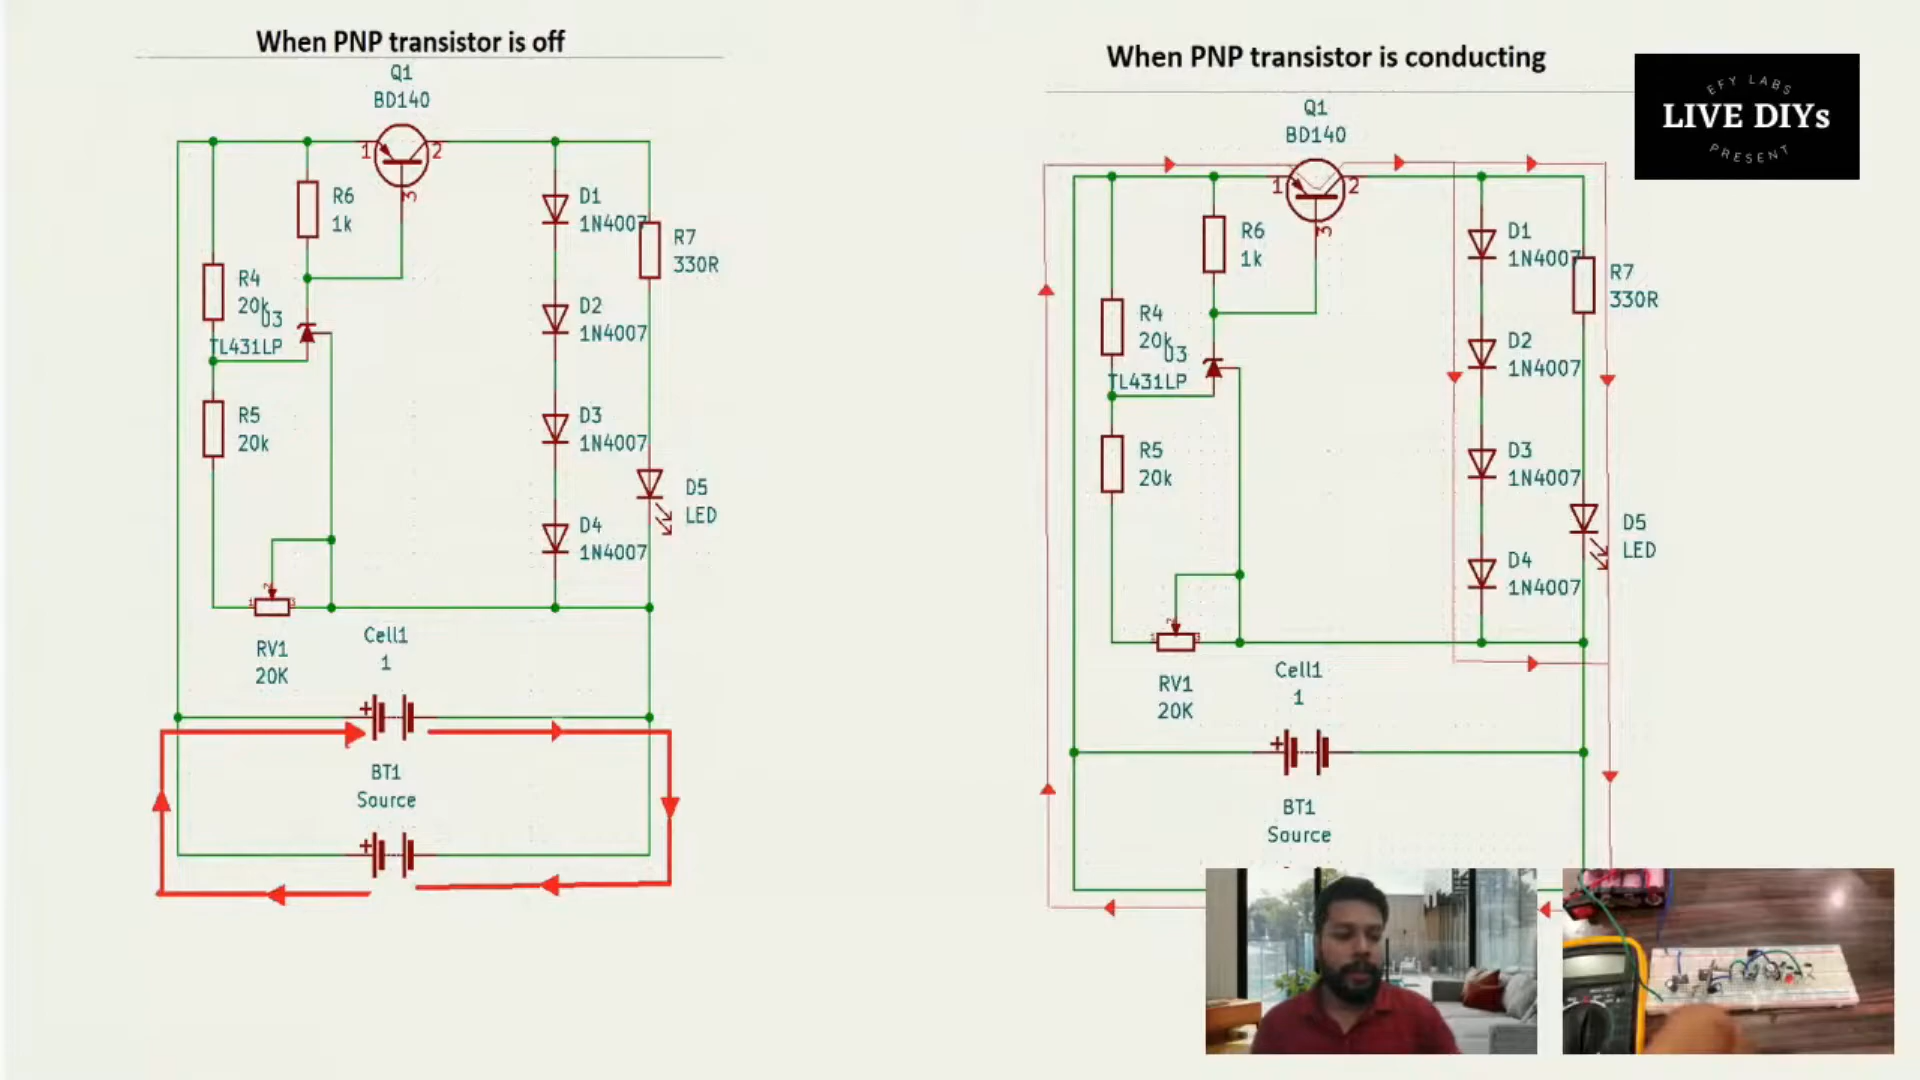 When PNP transistor is off
Q1
BD140
1
2
3
R6
1k
D1
1N4007
R7
330R
R4
20k
U3
TL431LP
D2
1N4007
R5
20k
D3
1N4007
D5
LED
D4
1N4007
RV1
20K
Cell1
1
+
BT1
Source
+
When PNP transistor is conducting
Q1
BD140
1
2
3
R6
1k
D1
1N4007
R7
330R
R4
20k
U3
TL431LP
D2
1N4007
R5
20k
D3
1N4007
D5
LED
D4
1N4007
RV1
20K
Cell1
1
+
BT1
Source
EFY LABS
LIVE DIYs
PRESENT